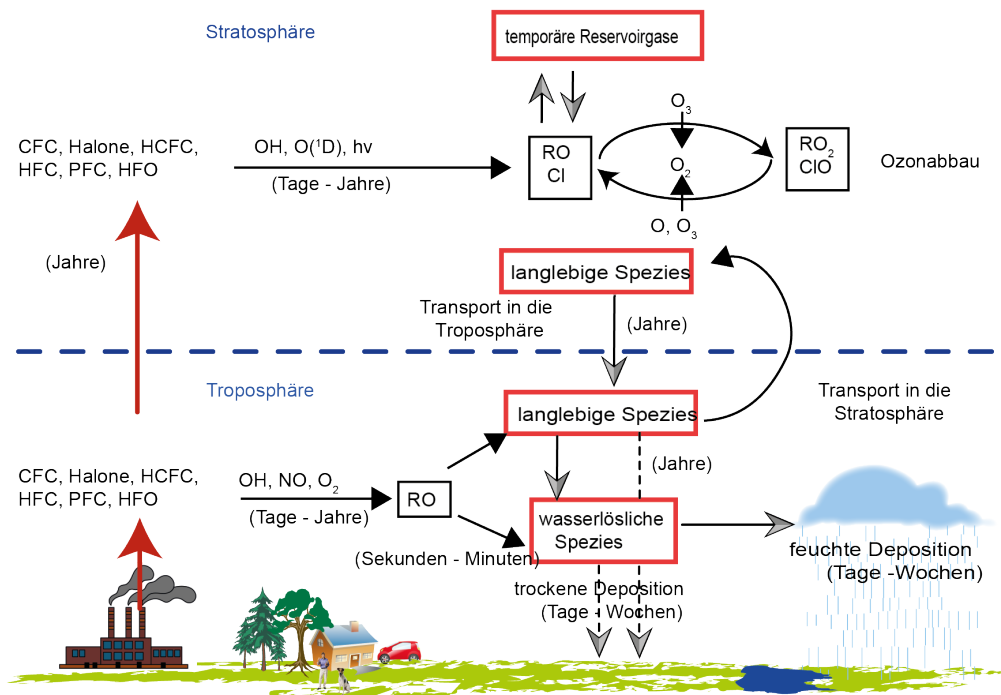 Stratosphäre
temporäre Reservoirgase
CFC, Halone, HCFC,
HFC, PFC, HFO
OH, O(¹D), hv
(Tage - Jahre)
RO
Cl
O₃
O₂
O, O₃
RO₂
ClO
Ozonabbau
(Jahre)
langlebige Spezies
Transport in die
Troposphäre
(Jahre)
Troposphäre
langlebige Spezies
Transport in die
Stratosphäre
(Jahre)
CFC, Halone, HCFC,
HFC, PFC, HFO
OH, NO, O₂
(Tage - Jahre)
RO
(Sekunden - Minuten)
wasserlösliche
Spezies
feuchte Deposition
(Tage -Wochen)
trockene Deposition
(Tage - Wochen)